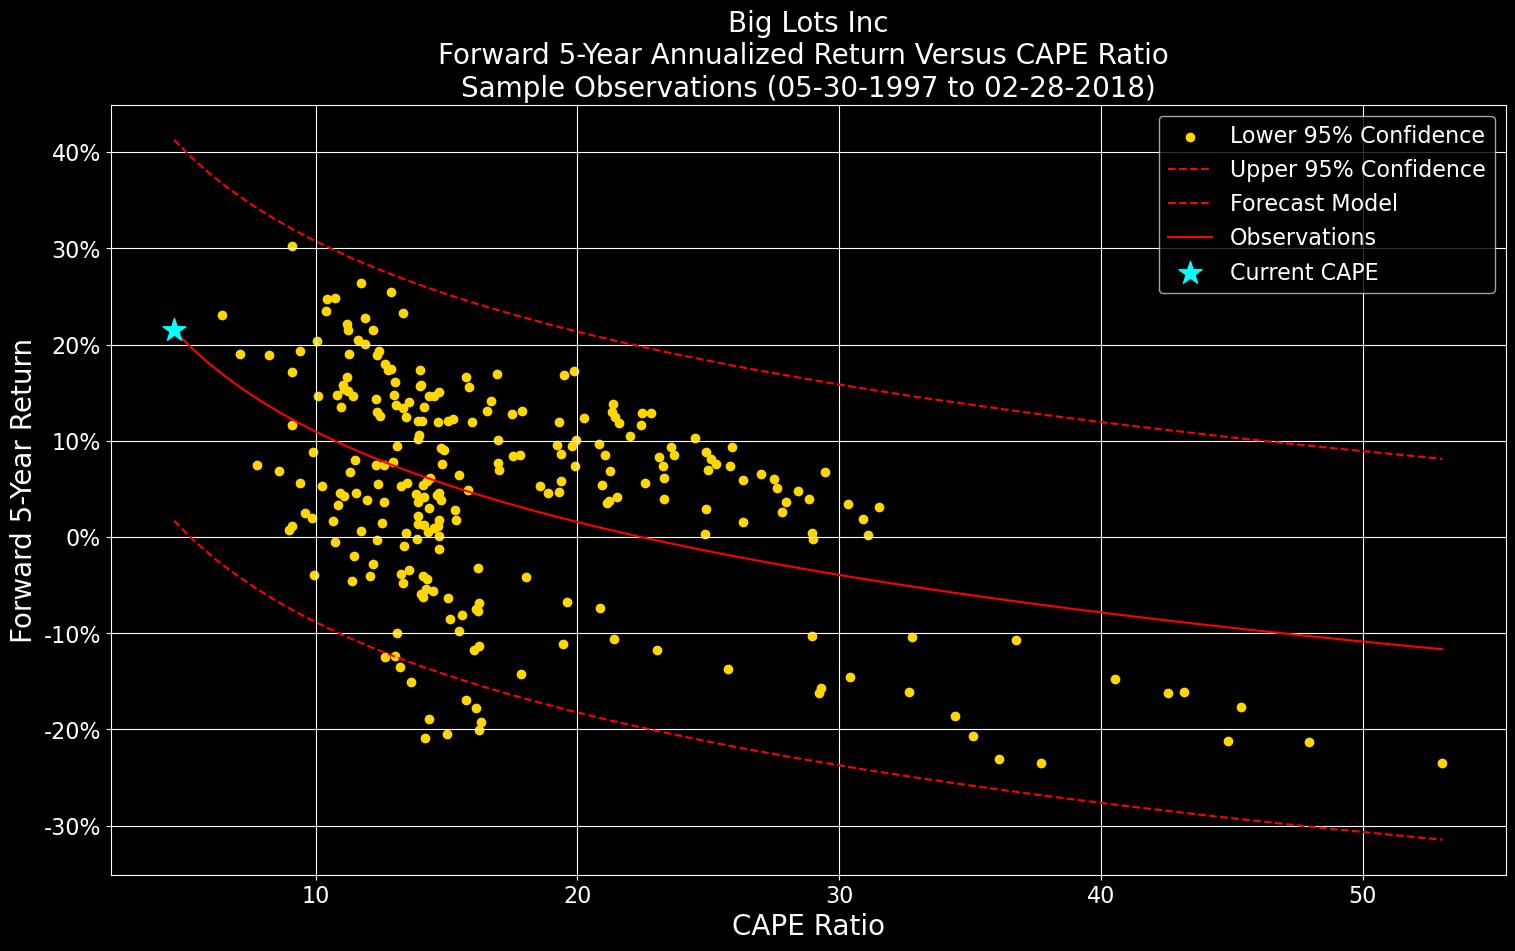 Big Lots Inc
Forward 5-Year Annualized Return Versus CAPE Ratio
Sample Observations (05-30-1997 to 02-28-2018)
Lower 95% Confidence
Upper 95% Confidence
Forecast Model
Observations
Current CAPE
Forward 5-Year Return
40%
30%
20%
10%
0%
-10%
-20%
-30%
10 20 30 40 50
CAPE Ratio